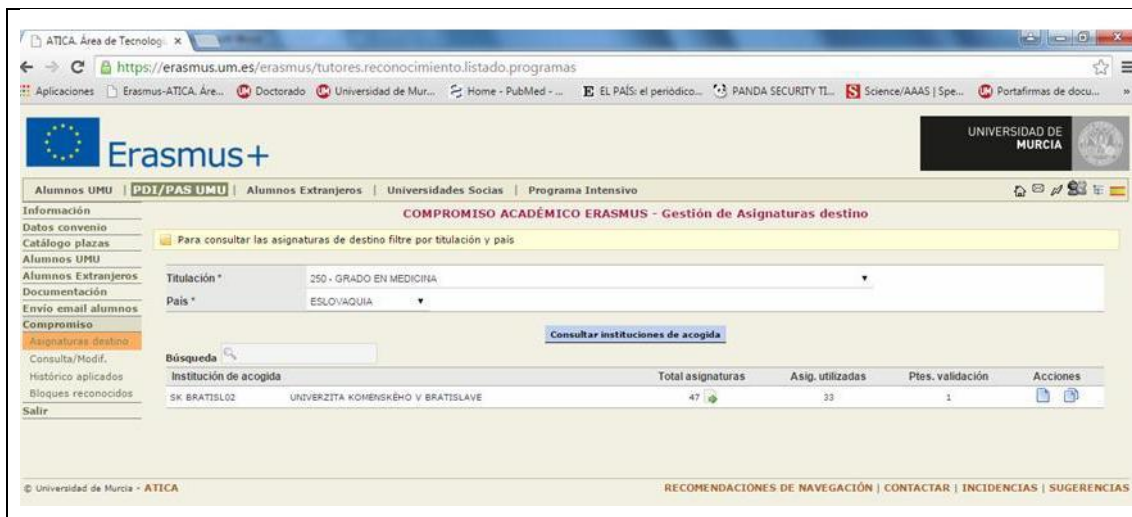 ATICA. Área de Tecnologí
https://erasmus.um.es/erasmus/tutores.reconocimiento.listado.programas
Aplicaciones Erasmus-ATICA. Áre... Doctorado Universidad de Mur... Home - PubMed - ... EL PAÍS: el periódico... PANDA SECURITY TI... Science/AAAS | Spe... Portafirmas de docu... »
Erasmus+
UNIVERSIDAD DE
MURCIA
Alumnos UMU | PDI/PAS UMU | Alumnos Extranjeros | Universidades Socias | Programa Intensivo
Información
COMPROMISO ACADÉMICO ERASMUS - Gestión de Asignaturas destino
Datos convenio
Catálogo plazas
Para consultar las asignaturas de destino filtre por titulación y país
Alumnos UMU
Alumnos Extranjeros
Titulación * 250 - GRADO EN MEDICINA
Documentación
País * ESLOVAQUIA
Envío email alumnos
Compromiso
Consultar instituciones de acogida
Asignaturas destino
Consulta/Modif.
Búsqueda
Histórico aplicados
Institución de acogida Total asignaturas Asig. utilizadas Ptes. validación Acciones
Bloques reconocidos
SK BRATISL02 UNIVERZITA KOMENSKÉHO V BRATISLAVE 47 33 1
Salir
© Universidad de Murcia - ATICA
RECOMENDACIONES DE NAVEGACIÓN | CONTACTAR | INCIDENCIAS | SUGERENCIAS